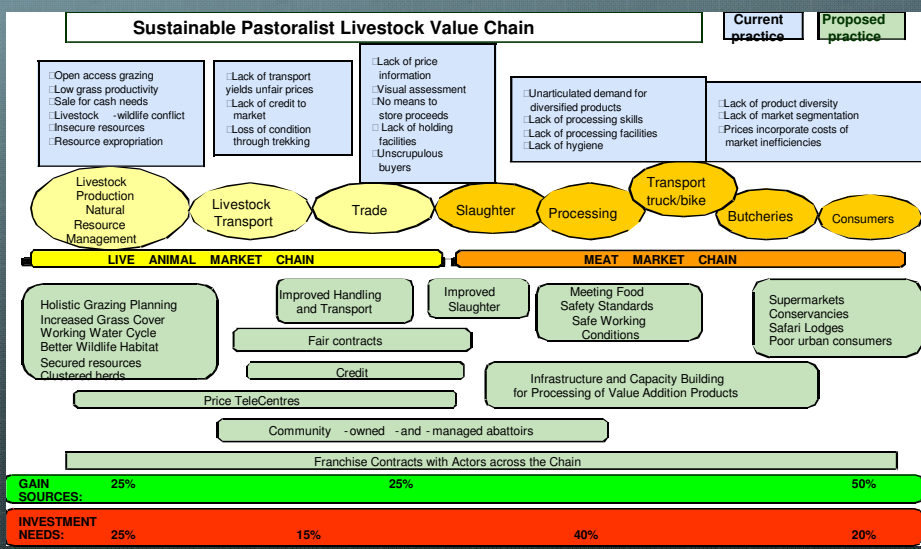 Sustainable Pastoralist Livestock Value Chain
Current
practice
Proposed
practice
Open access grazing
Low grass productivity
Sale for cash needs
Livestock -wildlife conflict
Insecure resources
Resource expropriation
Lack of transport
yields unfair prices
Lack of credit to
market
Loss of condition
through trekking
Lack of price
information
Visual assessment
No means to
store proceeds
Lack of holding
facilities
Unscrupulous
buyers
Unarticulated demand for
diversified products
Lack of processing skills
Lack of processing facilities
Lack of hygiene
Lack of product diversity
Lack of market segmentation
Prices incorporate costs of
market inefficiencies
Livestock
Production
Natural
Resource
Management
Livestock
Transport
Trade
Slaughter
Processing
Transport
truck/bike
Butcheries
Consumers
LIVE ANIMAL MARKET CHAIN
MEAT MARKET CHAIN
Holistic Grazing Planning
Increased Grass Cover
Working Water Cycle
Better Wildlife Habitat
Secured resources
Clustered herds
Improved Handling
and Transport
Improved
Slaughter
Meeting Food
Safety Standards
Safe Working
Conditions
Supermarkets
Conservancies
Safari Lodges
Poor urban consumers
Fair contracts
Credit
Infrastructure and Capacity Building
for Processing of Value Addition Products
Price TeleCentres
Community -owned -and -managed abattoirs
Franchise Contracts with Actors across the Chain
GAIN
SOURCES: 25% 25% 50%
INVESTMENT
NEEDS: 25% 15% 40% 20%